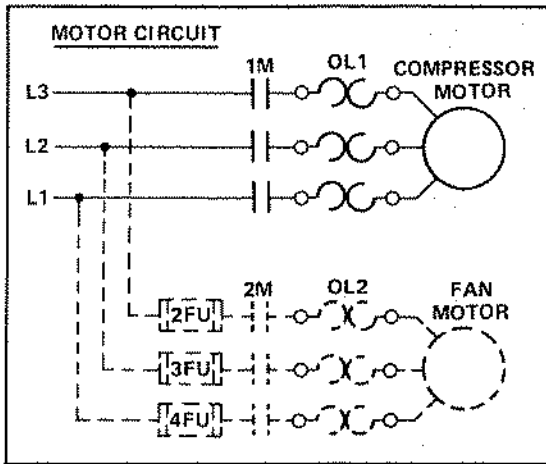 MOTOR CIRCUIT
1M
OL1
COMPRESSOR
MOTOR
L3
L2
L1
2M
OL2
FAN
MOTOR
2FU
3FU
4FU